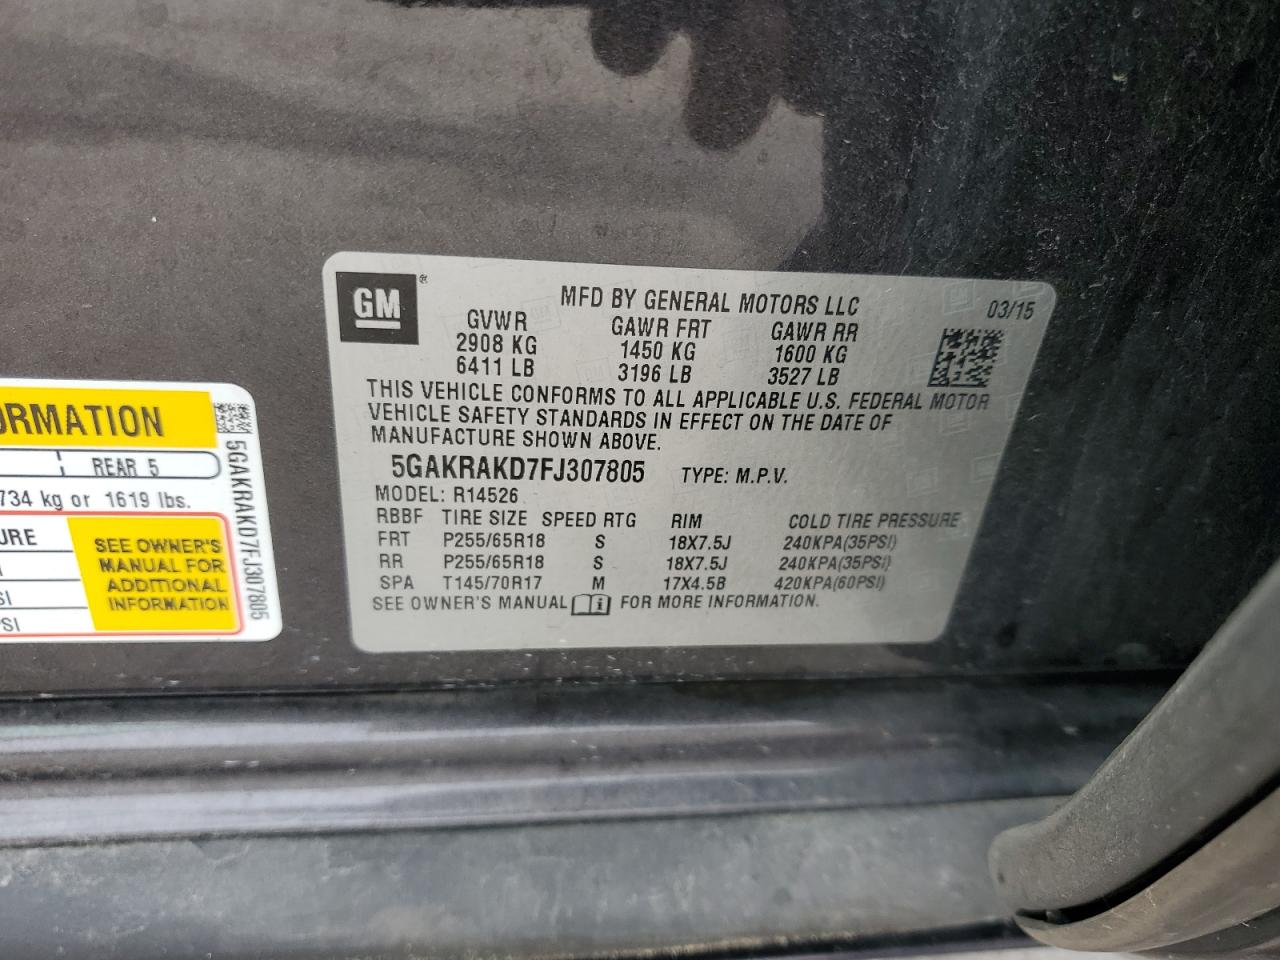 GM ®
MFD BY GENERAL MOTORS LLC
03/15
GVWR GAWR FRT GAWR RR
2908 KG 1450 KG 1600 KG
6411 LB 3196 LB 3527 LB
THIS VEHICLE CONFORMS TO ALL APPLICABLE U.S. FEDERAL MOTOR
VEHICLE SAFETY STANDARDS IN EFFECT ON THE DATE OF
MANUFACTURE SHOWN ABOVE.
5GAKRAKD7FJ307805 TYPE: M.P.V.
MODEL: R14526
RBBF TIRE SIZE SPEED RTG RIM COLD TIRE PRESSURE
FRT P255/65R18 S 18X7.5J 240KPA(35PSI)
RR P255/65R18 S 18X7.5J 240KPA(35PSI)
SPA T145/70R17 M 17X4.5B 420KPA(60PSI)
SEE OWNER'S MANUAL FOR MORE INFORMATION.
ORMATION
REAR 5
734 kg or 1619 lbs.
URE
SI
PSI
SEE OWNER'S
MANUAL FOR
ADDITIONAL
INFORMATION
5GAKRAKD7FJ307805